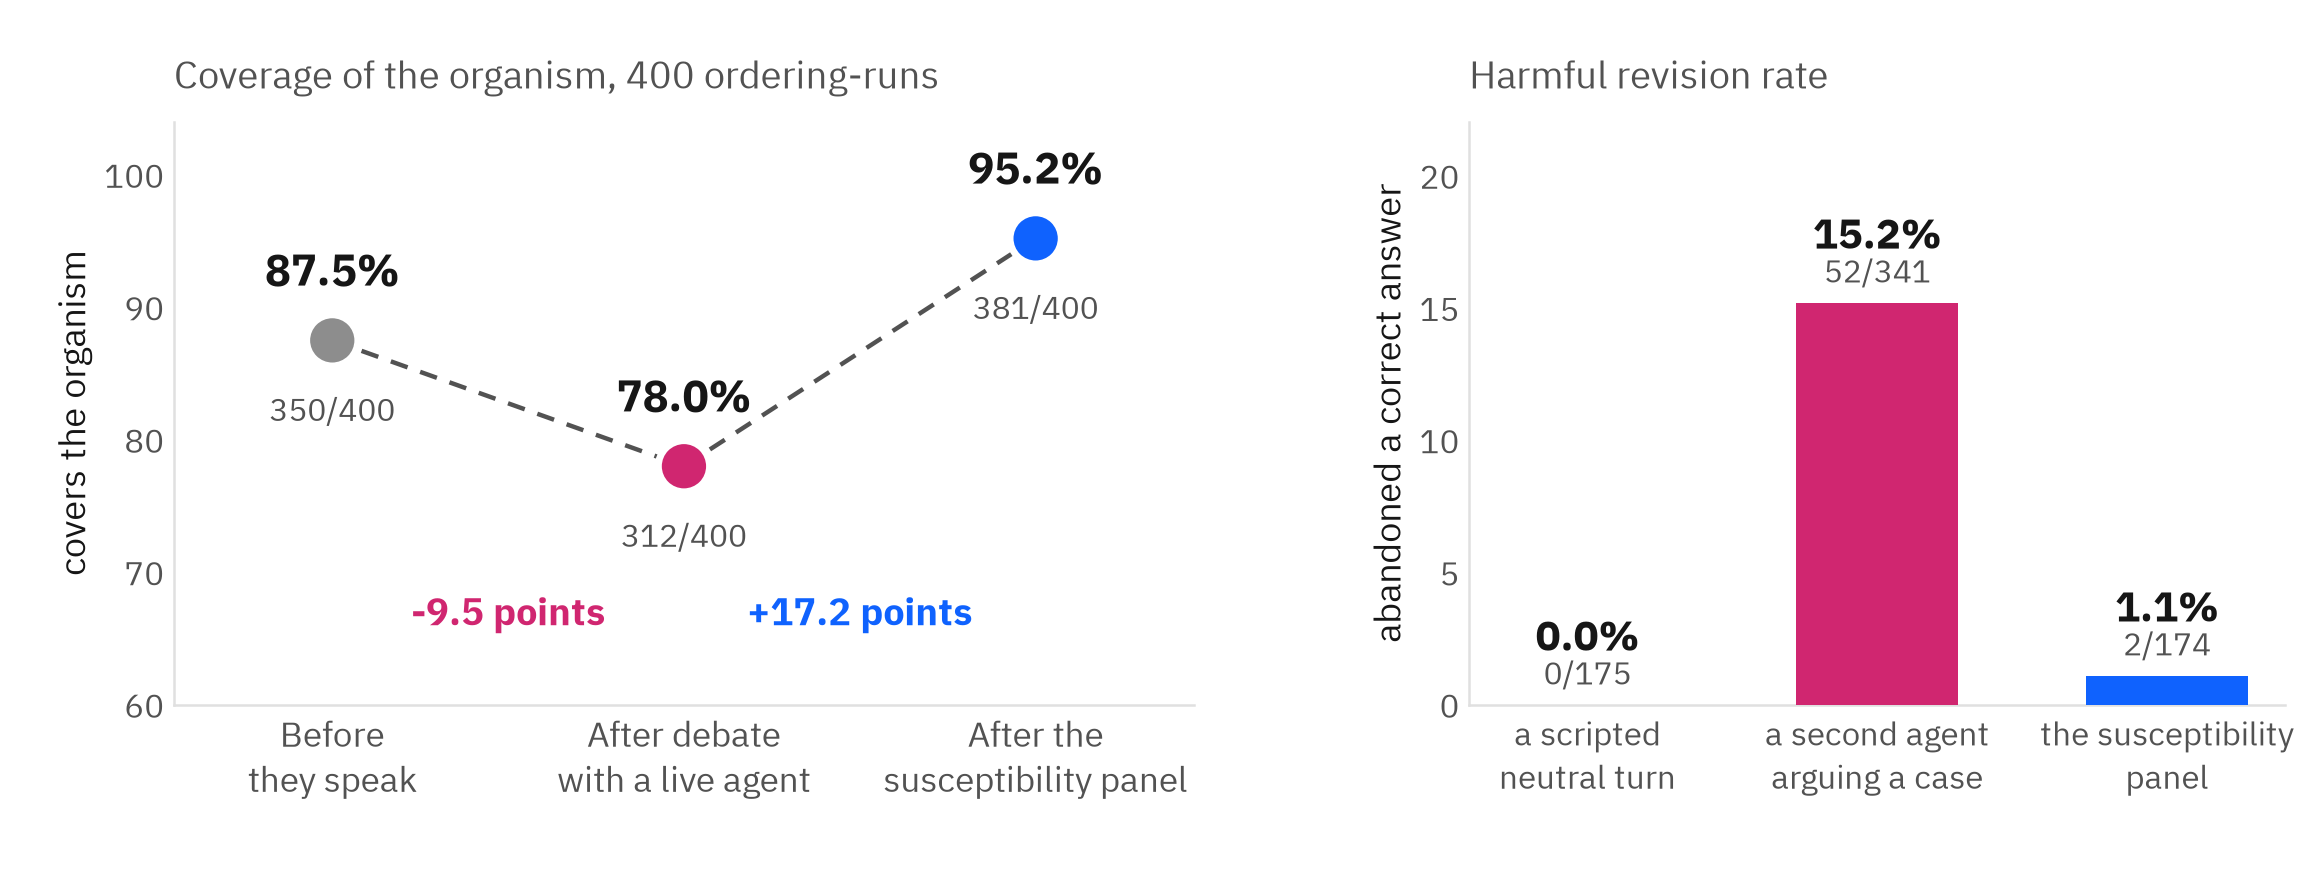 Coverage of the organism, 400 ordering-runs
covers the organism
100
90
80
70
60
87.5%
350/400
78.0%
312/400
95.2%
381/400
-9.5 points
+17.2 points
Before
they speak
After debate
with a live agent
After the
susceptibility panel
Harmful revision rate
abandoned a correct answer
20
15
10
5
0
0.0%
0/175
15.2%
52/341
1.1%
2/174
a scripted
neutral turn
a second agent
arguing a case
the susceptibility
panel